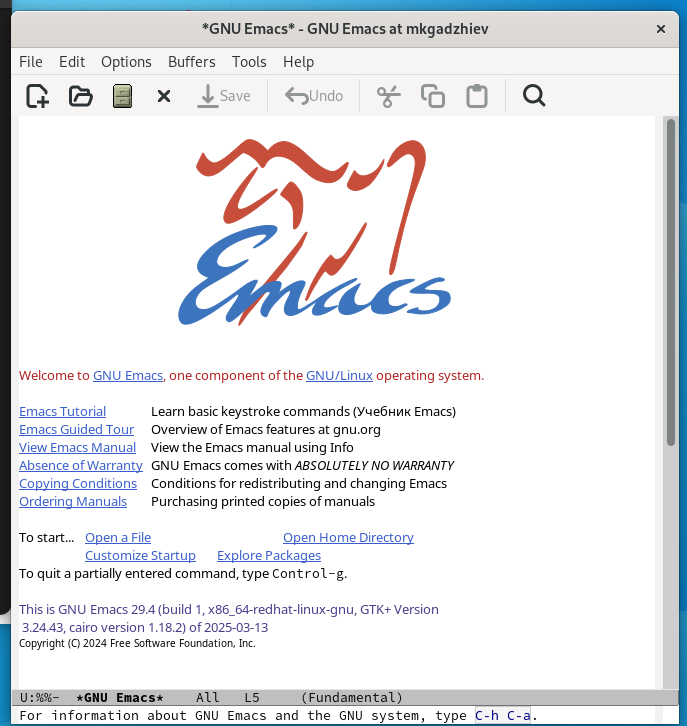 *GNU Emacs* - GNU Emacs at mkgadzhiev
File Edit Options Buffers Tools Help
Save Undo
Emacs
Welcome to GNU Emacs, one component of the GNU/Linux operating system.
Emacs Tutorial Learn basic keystroke commands (Учебник Emacs)
Emacs Guided Tour Overview of Emacs features at gnu.org
View Emacs Manual View the Emacs manual using Info
Absence of Warranty GNU Emacs comes with ABSOLUTELY NO WARRANTY
Copying Conditions Conditions for redistributing and changing Emacs
Ordering Manuals Purchasing printed copies of manuals
To start... Open a File Open Home Directory
Customize Startup Explore Packages
To quit a partially entered command, type Control-g.
This is GNU Emacs 29.4 (build 1, x86_64-redhat-linux-gnu, GTK+ Version
3.24.43, cairo version 1.18.2) of 2025-03-13
Copyright (C) 2024 Free Software Foundation, Inc.
U:%%- *GNU Emacs* All L5 (Fundamental)
For information about GNU Emacs and the GNU system, type C-h C-a.